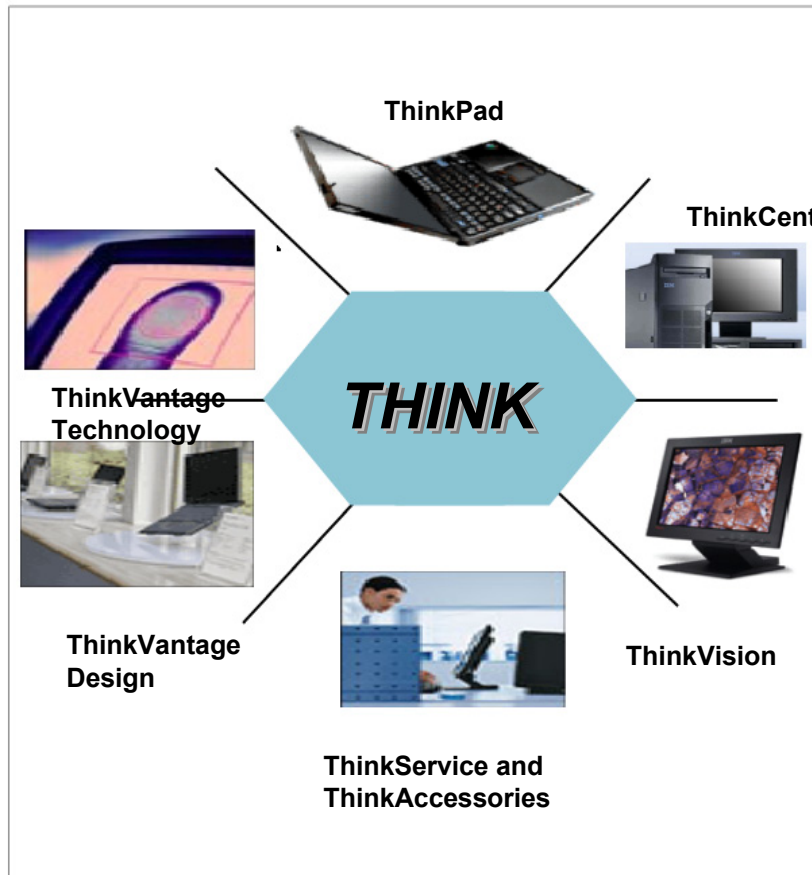 ThinkPad
ThinkCent
THINK
ThinkVantage
Technology
ThinkVantage
Design
ThinkVision
ThinkService and
ThinkAccessories